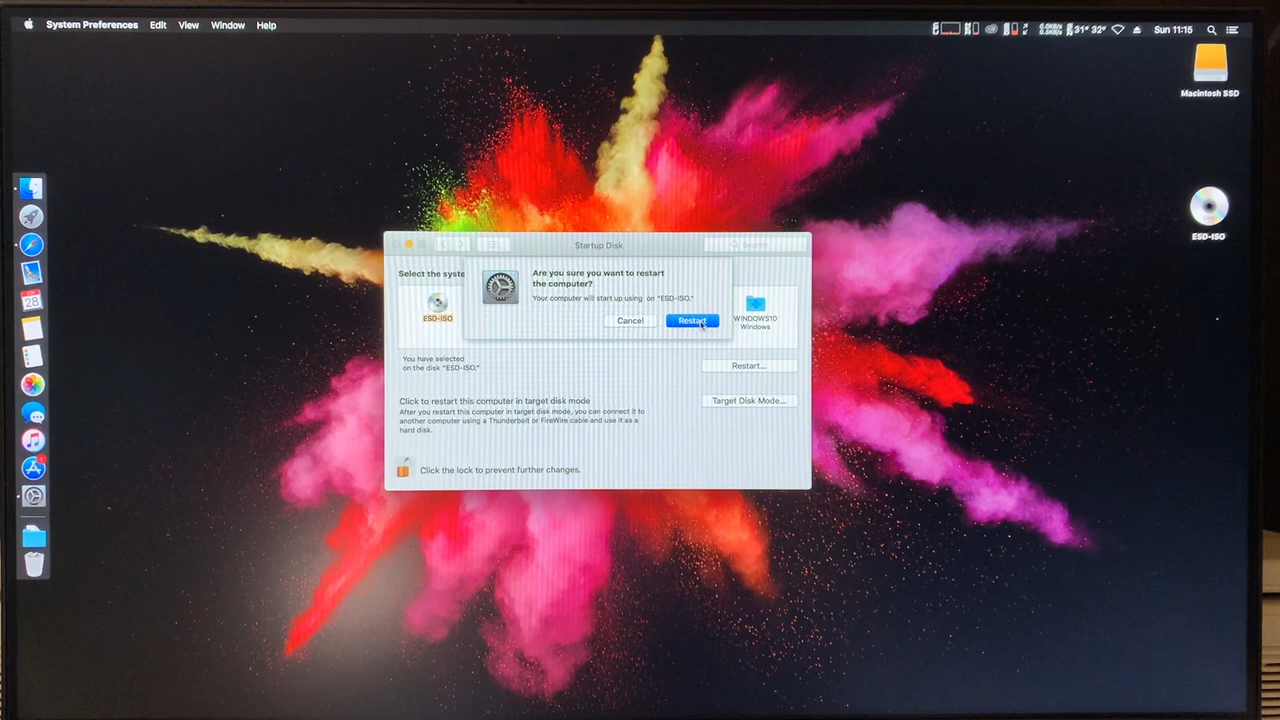 System Preferences Edit View Window Help
31° 32° Sun 11:15
Macintosh SSD
28
ESD-ISO
Startup Disk
Search
Select the syste
Are you sure you want to restart
the computer?
Your computer will start up using on "ESD-ISO."
Cancel Restart
ESD-ISO
WINDOWS10
Windows
You have selected
on the disk "ESD-ISO."
Restart...
Click to restart this computer in target disk mode
After you restart this computer in target disk mode, you can connect it to
another computer using a Thunderbolt or FireWire cable and use it as a
hard disk.
Target Disk Mode...
Click the lock to prevent further changes.